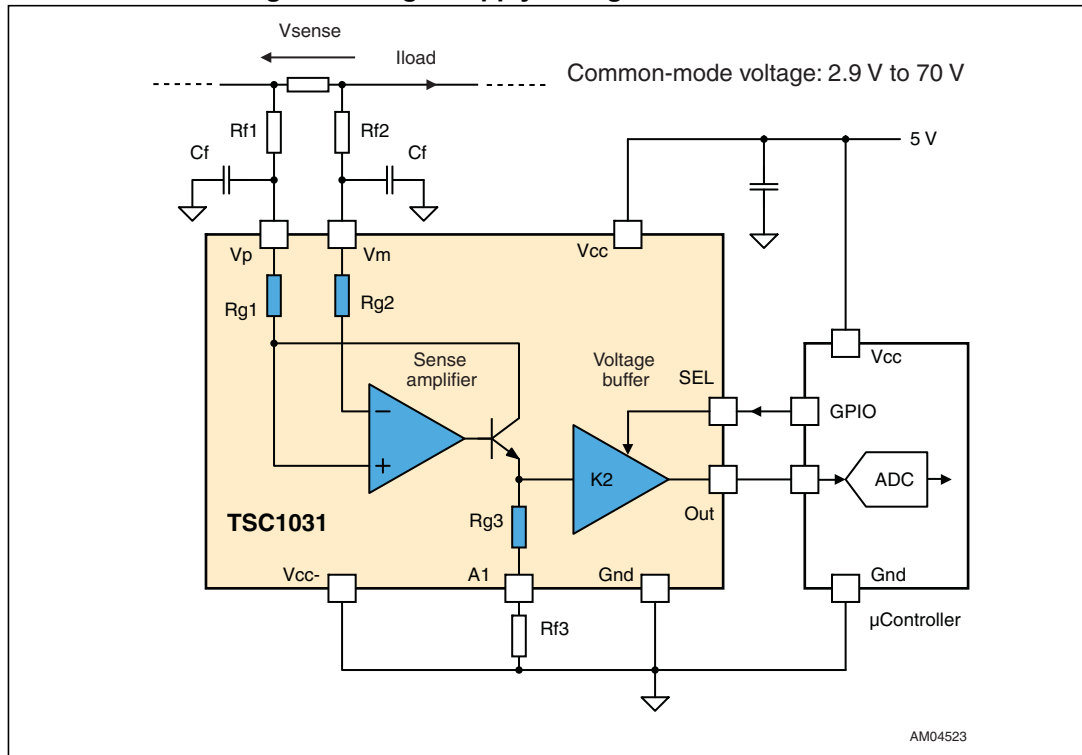 Vsense
Iload
Common-mode voltage: 2.9 V to 70 V
Rf1
Rf2
5 V
Cf
Cf
Vp
Vm
Vcc
Rg1
Rg2
Vcc
Sense
amplifier
Voltage
buffer
SEL
GPIO
−
+
K2
ADC
TSC1031
Rg3
Out
Vcc-
A1
Gnd
Gnd
Rf3
µController
AM04523